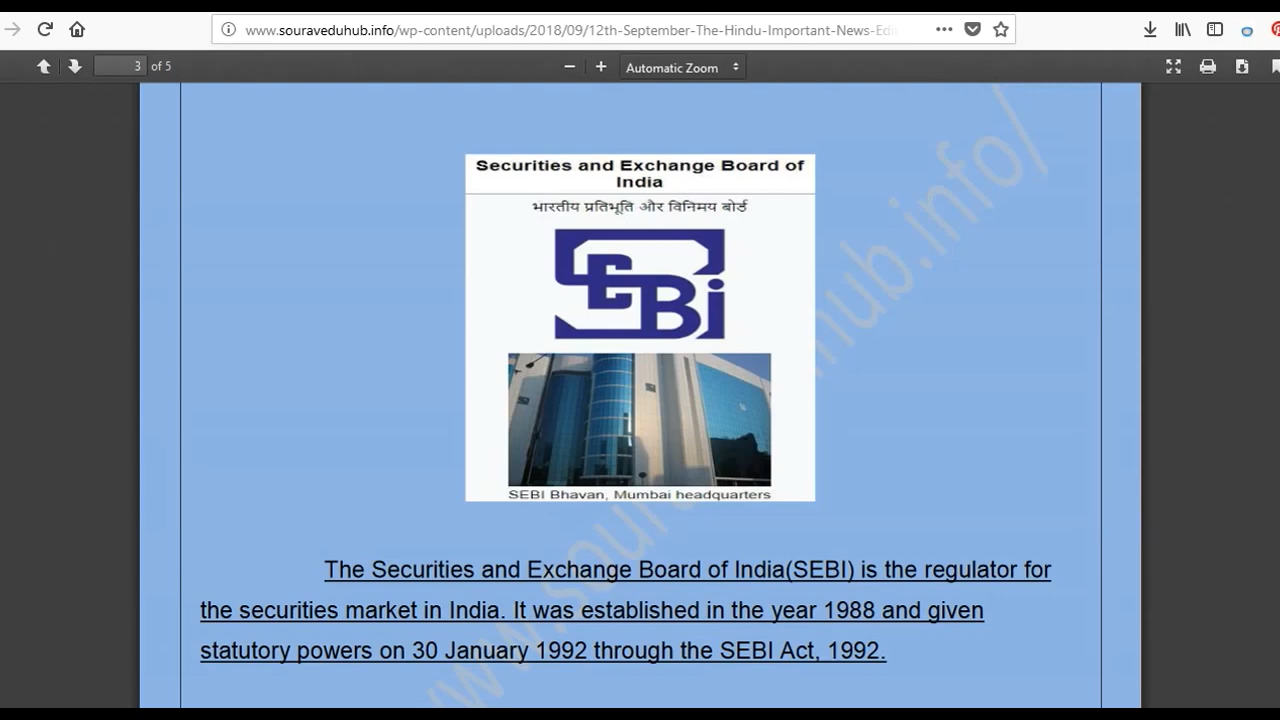 www.souraveduhub.info/wp-content/uploads/2018/09/12th-September-The-Hindu-Important-News-Edi
3 of 5
Automatic Zoom
Securities and Exchange Board of
India
भारतीय प्रतिभूति और विनिमय बोर्ड
SEBI
SEBI Bhavan, Mumbai headquarters
The Securities and Exchange Board of India(SEBI) is the regulator for
the securities market in India. It was established in the year 1988 and given
statutory powers on 30 January 1992 through the SEBI Act, 1992.